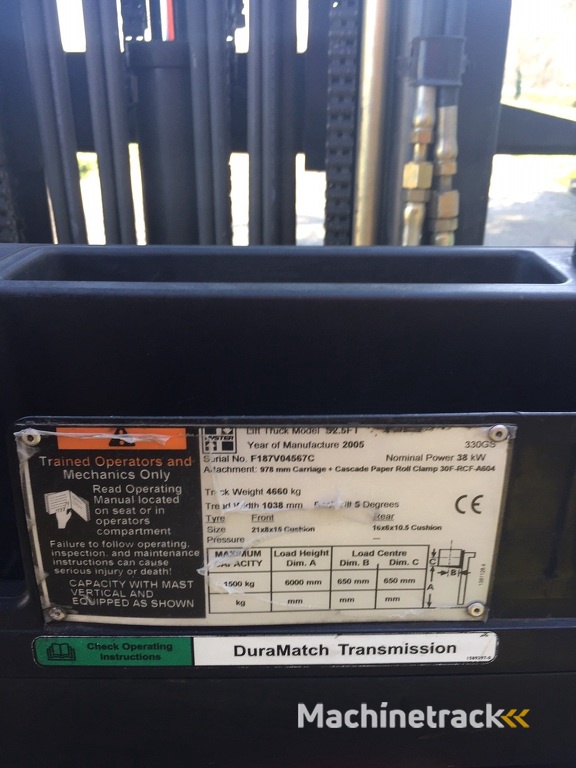 HYSTER
Lift Truck Model S2.5FT
Year of Manufacture 2005 330GS
Serial No. F187V04567C Nominal Power 38 kW
Attachment: 978 mm Carriage + Cascade Paper Roll Clamp 30F-RCF-A604
Truck Weight 4660 kg
Tread Width 1038 mm 5 Degrees
Tyre Front Rear
Size 21x8x15 Cushion 16x6x10.5 Cushion
Pressure
MAXIMUM CAPACITY Load Height Dim. A Load Centre Dim. B Dim. C
1500 kg 6000 mm 650 mm 650 mm
kg mm mm mm
CE
C
B
A
Trained Operators and
Mechanics Only
Read Operating
Manual located
on seat or in
operators
compartment
Failure to follow operating,
inspection, and maintenance
instructions can cause
serious injury or death!
CAPACITY WITH MAST
VERTICAL AND
EQUIPPED AS SHOWN
Check Operating
Instructions
DuraMatch Transmission
Machinetrack